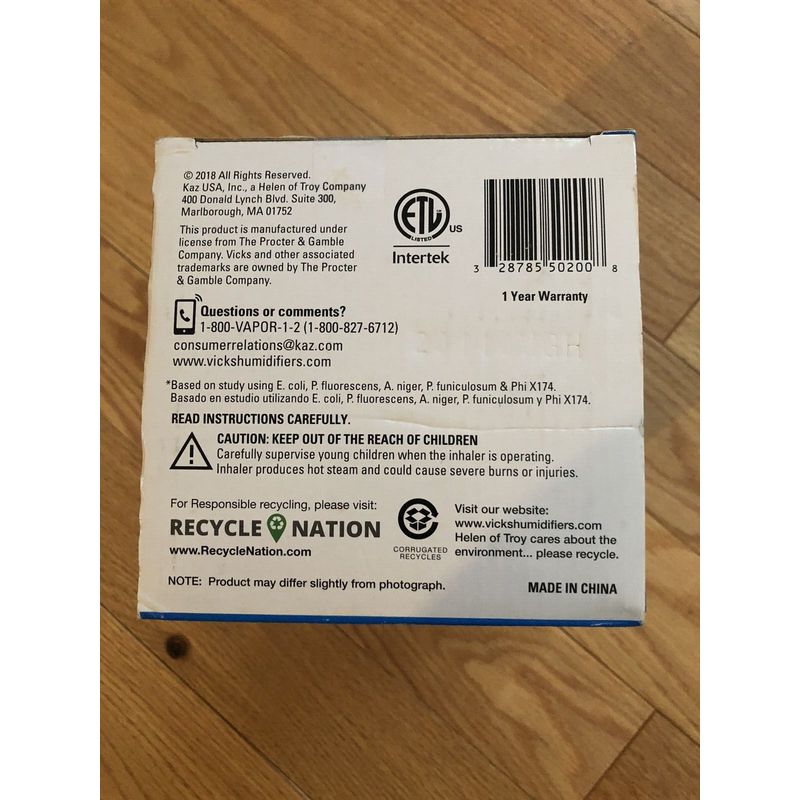 © 2018 All Rights Reserved.
Kaz USA, Inc., a Helen of Troy Company
400 Donald Lynch Blvd. Suite 300,
Marlborough, MA 01752
This product is manufactured under
license from The Procter & Gamble
Company. Vicks and other associated
trademarks are owned by The Procter
& Gamble Company.
ETL
LISTED
US
Intertek
3 28785 50200 8
1 Year Warranty
Questions or comments?
1-800-VAPOR-1-2 (1-800-827-6712)
consumerrelations@kaz.com
www.vickshumidifiers.com
*Based on study using E. coli, P. fluorescens, A. niger, P. funiculosum & Phi X174.
Basado en estudio utilizando E. coli, P. fluorescens, A. niger, P. funiculosum y Phi X174.
READ INSTRUCTIONS CAREFULLY.
CAUTION: KEEP OUT OF THE REACH OF CHILDREN
Carefully supervise young children when the inhaler is operating.
Inhaler produces hot steam and could cause severe burns or injuries.
For Responsible recycling, please visit:
RECYCLE NATION
www.RecycleNation.com
CORRUGATED
RECYCLES
Visit our website:
www.vickshumidifiers.com
Helen of Troy cares about the
environment... please recycle.
NOTE: Product may differ slightly from photograph.
MADE IN CHINA